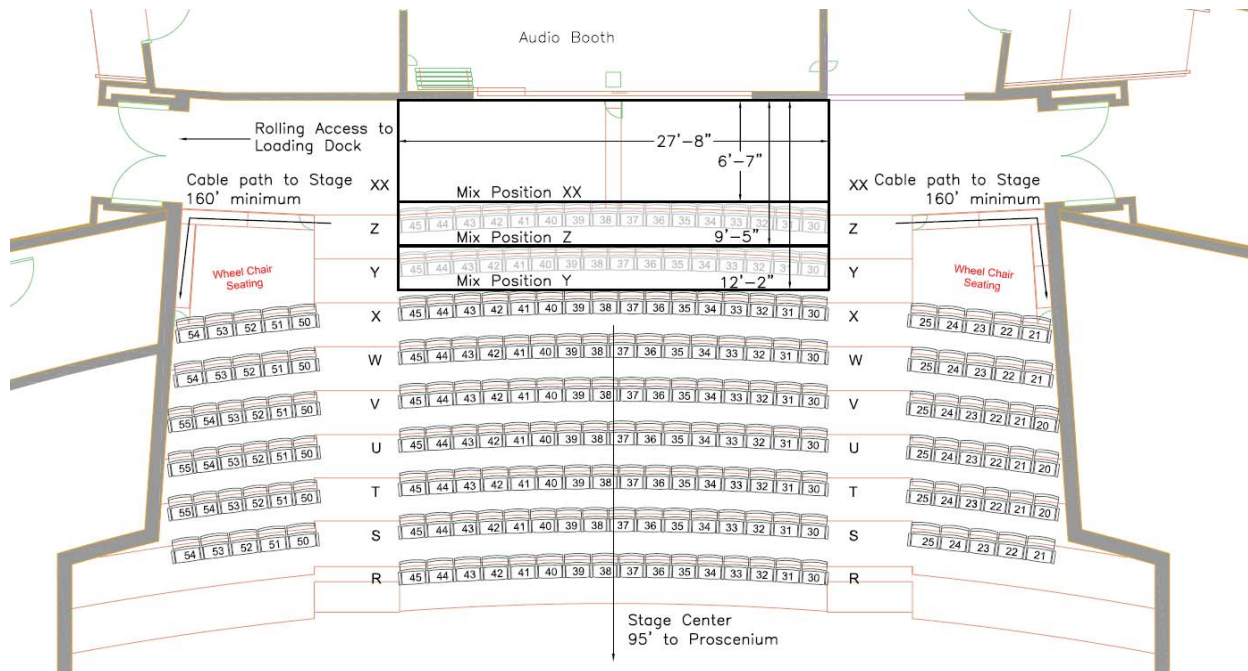 Audio Booth
Rolling Access to
Loading Dock
27'-8"
6'-7"
Cable path to Stage
160' minimum
XX
Mix Position XX
XX
Cable path to Stage
160' minimum
Z
45 44 43 42 41 40 39 38 37 36 35 34 33 32 31 30
Z
Mix Position Z
9'-5"
Wheel Chair
Seating
Y
45 44 43 42 41 40 39 38 37 36 35 34 33 32 31 30
Y
Wheel Chair
Seating
Mix Position Y
12'-2"
54 53 52 51 50 X 45 44 43 42 41 40 39 38 37 36 35 34 33 32 31 30 X 25 24 23 22 21
54 53 52 51 50 W 45 44 43 42 41 40 39 38 37 36 35 34 33 32 31 30 W 25 24 23 22 21
55 54 53 52 51 50 V 45 44 43 42 41 40 39 38 37 36 35 34 33 32 31 30 V 25 24 23 22 21 20
55 54 53 52 51 50 U 45 44 43 42 41 40 39 38 37 36 35 34 33 32 31 30 U 25 24 23 22 21 20
55 54 53 52 51 50 T 45 44 43 42 41 40 39 38 37 36 35 34 33 32 31 30 T 25 24 23 22 21 20
54 53 52 51 50 S 45 44 43 42 41 40 39 38 37 36 35 34 33 32 31 30 S 25 24 23 22 21
R 45 44 43 42 41 40 39 38 37 36 35 34 33 32 31 30 R
Stage Center
95' to Proscenium